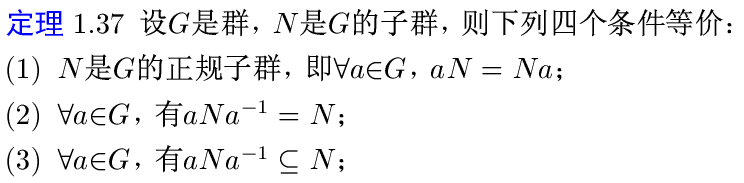 定理 1.37 设G是群，N是G的子群，则下列四个条件等价：
(1) N是G的正规子群，即∀a∈G，aN = Na；
(2) ∀a∈G，有aNa⁻¹ = N；
(3) ∀a∈G，有aNa⁻¹ ⊆ N；